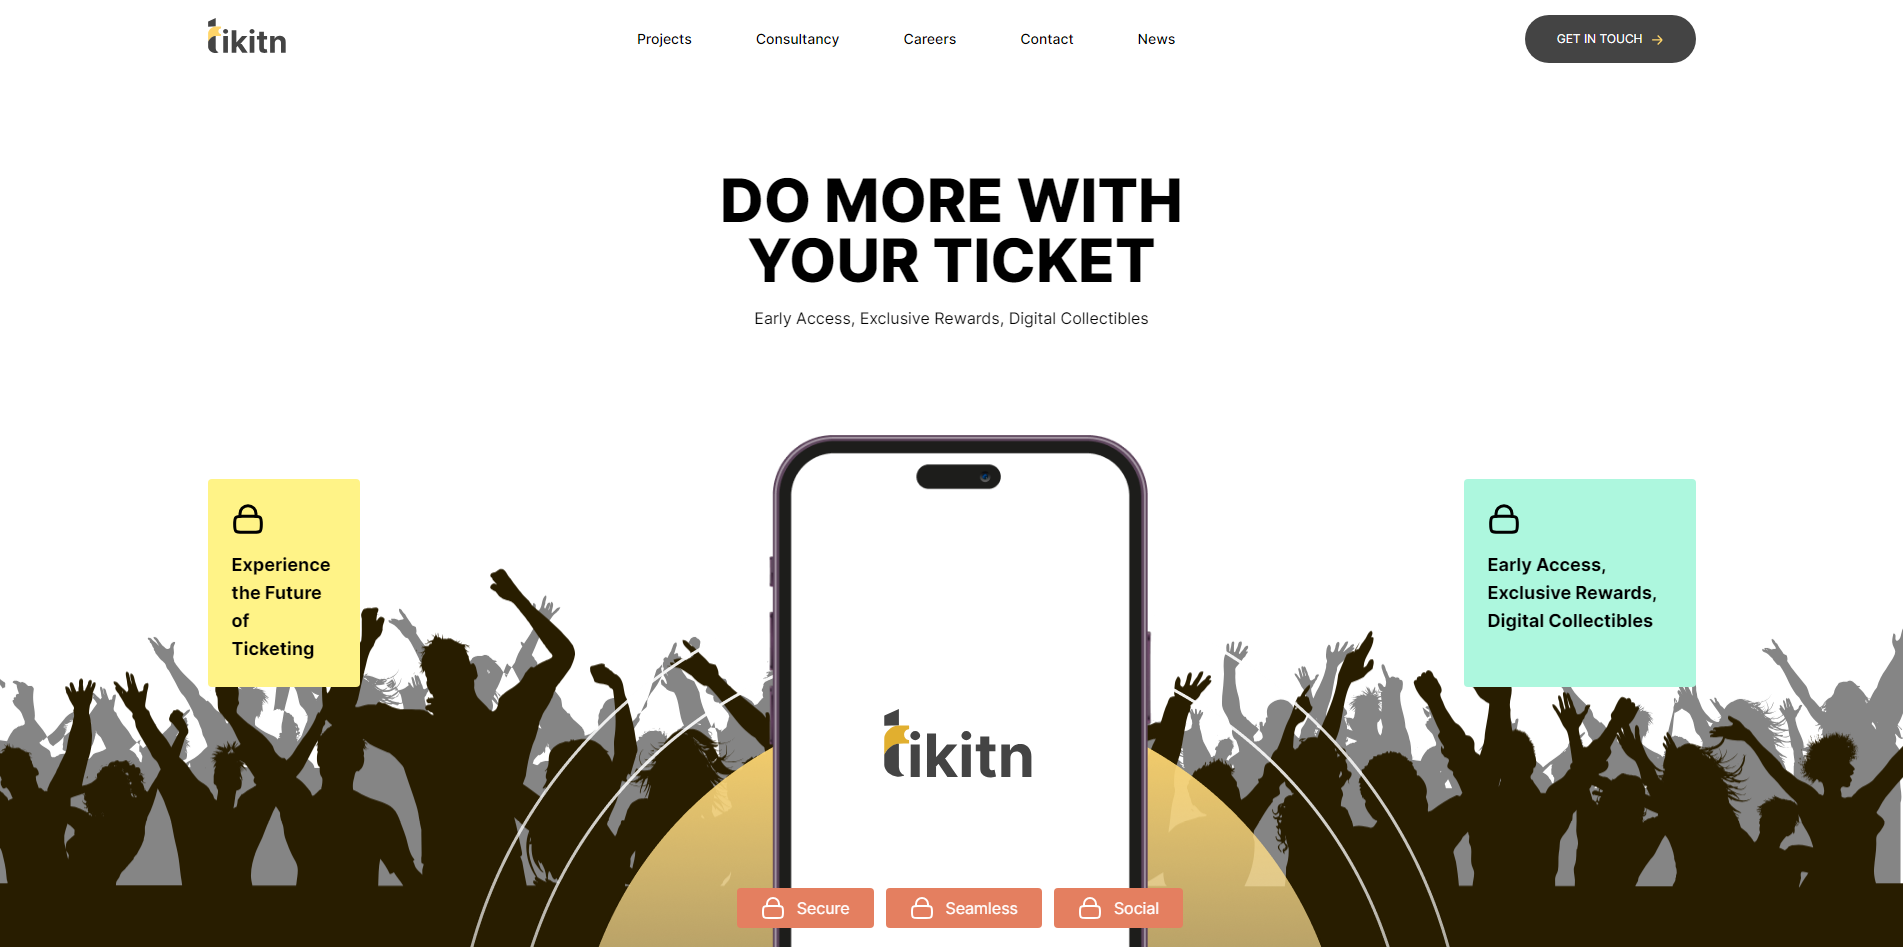 tikitn
Projects
Consultancy
Careers
Contact
News
GET IN TOUCH
DO MORE WITH
YOUR TICKET
Early Access, Exclusive Rewards, Digital Collectibles
Experience
the Future
of
Ticketing
Early Access,
Exclusive Rewards,
Digital Collectibles
tikitn
Secure
Seamless
Social